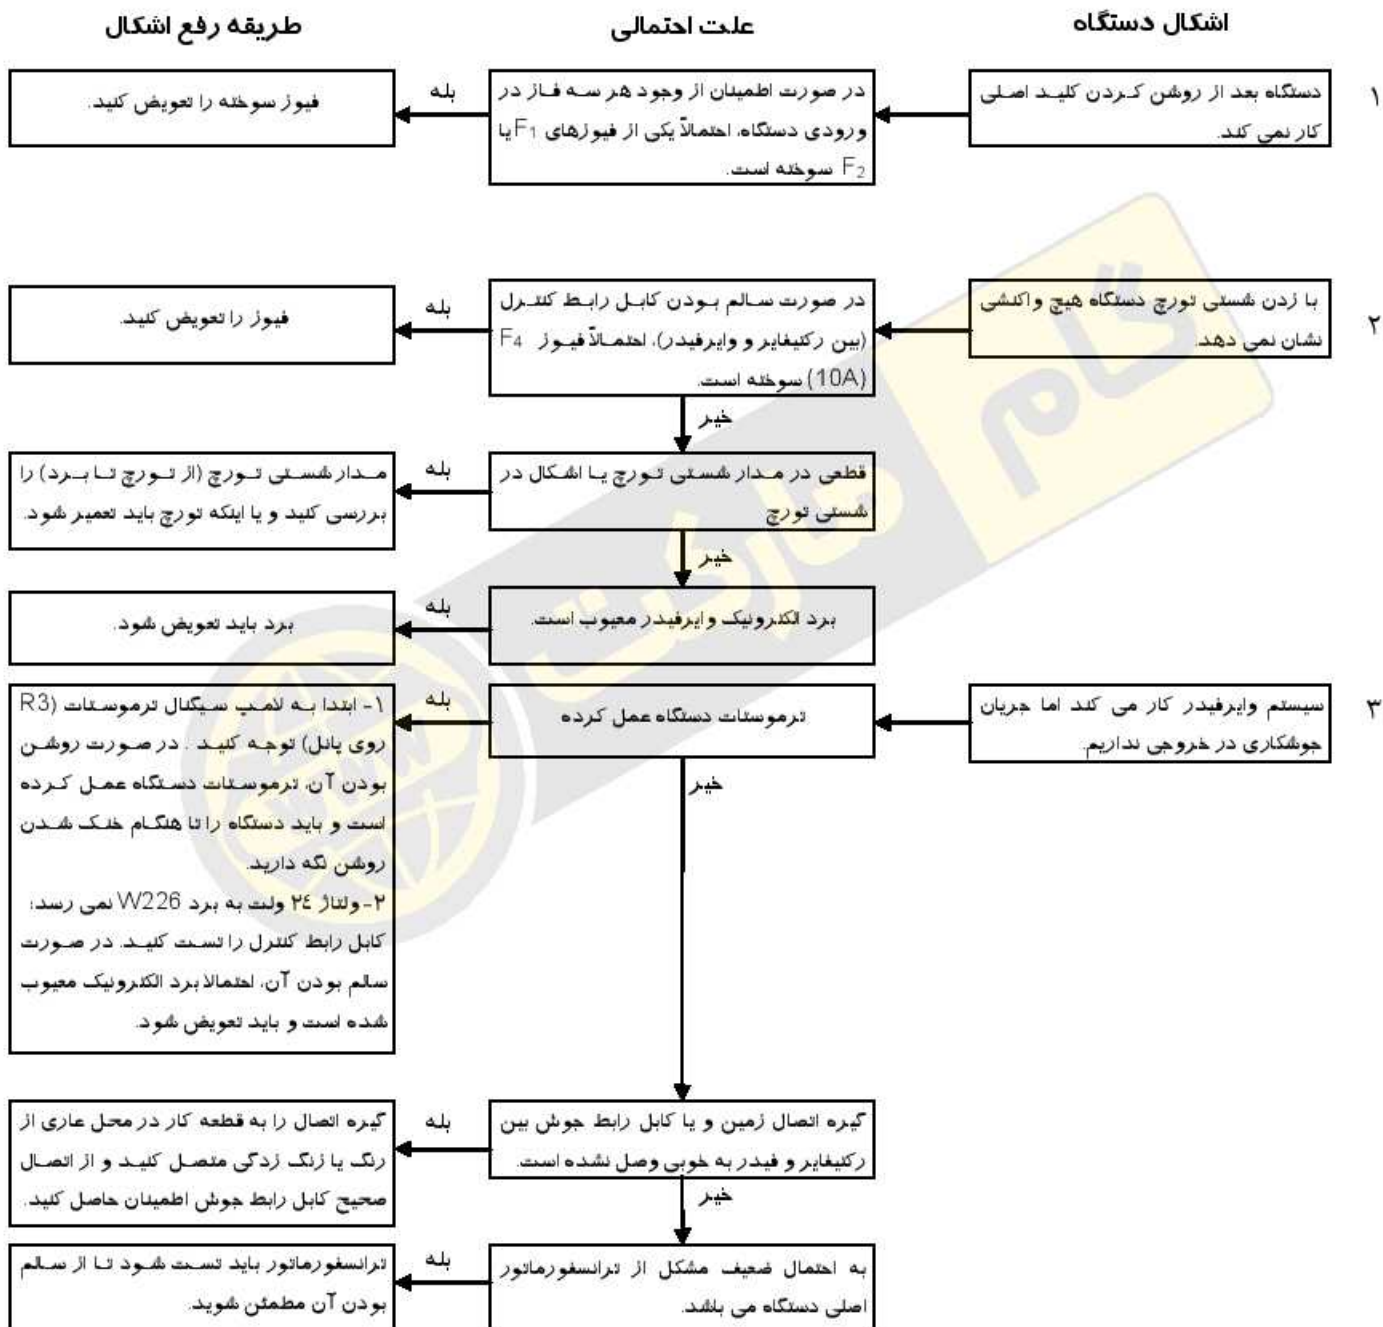 اشکال دستگاه
علت احتمالی
طریقه رفع اشکال
۱
دستگاه بعد از روشن کردن کلید اصلی
کار نمی کند.
در صورت اطمینان از وجود هر سه فاز در
ورودی دستگاه، احتمالاً یکی از فیوزهای F1 یا
F2 سوخته است.
بله
فیوز سوخته را تعویض کنید.
۲
با زدن شستی تورچ دستگاه هیچ واکنشی
نشان نمی دهد.
در صورت سالم بودن کابل رابط کنترل
(بین رکتیفایر و وایرفیدر)، احتمالاً فیوز F4
(10A) سوخته است.
بله
فیوز را تعویض کنید.
خیر
قطعی در مدار شستی تورچ یا اشکال در
شستی تورچ
بله
مدار شستی تورچ (از تورچ تا برد) را
بررسی کنید و یا اینکه تورچ باید تعمیر شود.
خیر
برد الکترونیک وایرفیدر معیوب است.
بله
برد باید تعویض شود.
۳
سیستم وایرفیدر کار می کند اما جریان
جوشکاری در خروجی نداریم.
ترموستات دستگاه عمل کرده
بله
۱- ابتدا به لامپ سیگنال ترموستات (R3
روی پانل) توجه کنید . در صورت روشن
بودن آن، ترموستات دستگاه عمل کرده
است و باید دستگاه را تا هنگام خنک شدن
روشن نگه دارید.
۲- ولتاژ ۲٤ ولت به برد W226 نمی رسد؛
کابل رابط کنترل را تست کنید. در صورت
سالم بودن آن، احتمالا برد الکترونیک معیوب
شده است و باید تعویض شود.
خیر
گیره اتصال زمین و یا کابل رابط جوش بین
رکتیفایر و فیدر به خوبی وصل نشده است.
بله
گیره اتصال را به قطعه کار در محل عاری از
رنگ یا زنگ زدگی متصل کنید و از اتصال
صحیح کابل رابط جوش اطمینان حاصل کنید.
خیر
به احتمال ضعیف مشکل از ترانسفورماتور
اصلی دستگاه می باشد.
بله
ترانسفورماتور باید تست شود تا از سالم
بودن آن مطمئن شوید.
گام
مارکت
WWW